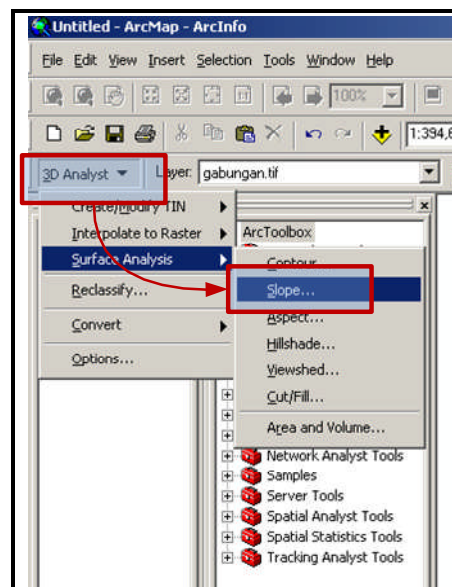 Untitled - ArcMap - ArcInfo
File Edit View Insert Selection Tools Window Help
100%
1:394,6
3D Analyst Layer: gabungan.tif
Create/Modify TIN
Interpolate to Raster
Surface Analysis
Reclassify...
Convert
Options...
ArcToolbox
Contour...
Slope...
Aspect...
Hillshade...
Viewshed...
Cut/Fill...
Area and Volume...
Network Analyst Tools
Samples
Server Tools
Spatial Analyst Tools
Spatial Statistics Tools
Tracking Analyst Tools